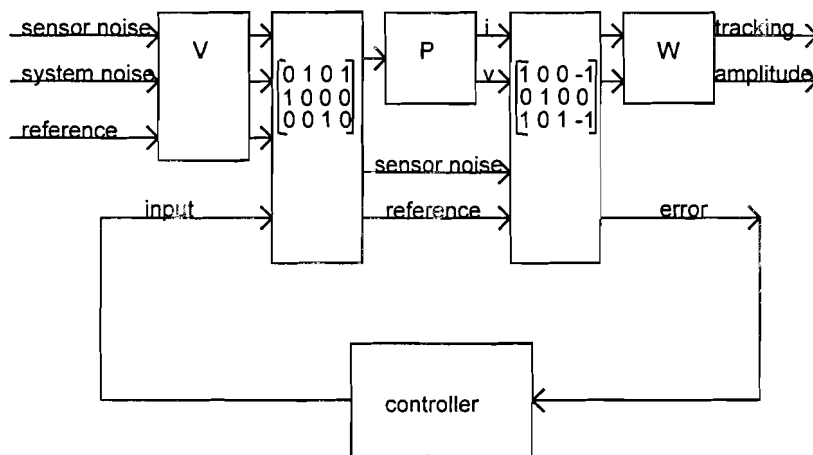 sensor noise
V
P
i
W
tracking
system noise
v
amplitude
[0 1 0 1
1 0 0 0
0 0 1 0]
[1 0 0 -1
0 1 0 0
1 0 1 -1]
reference
sensor noise
input
reference
error
controller